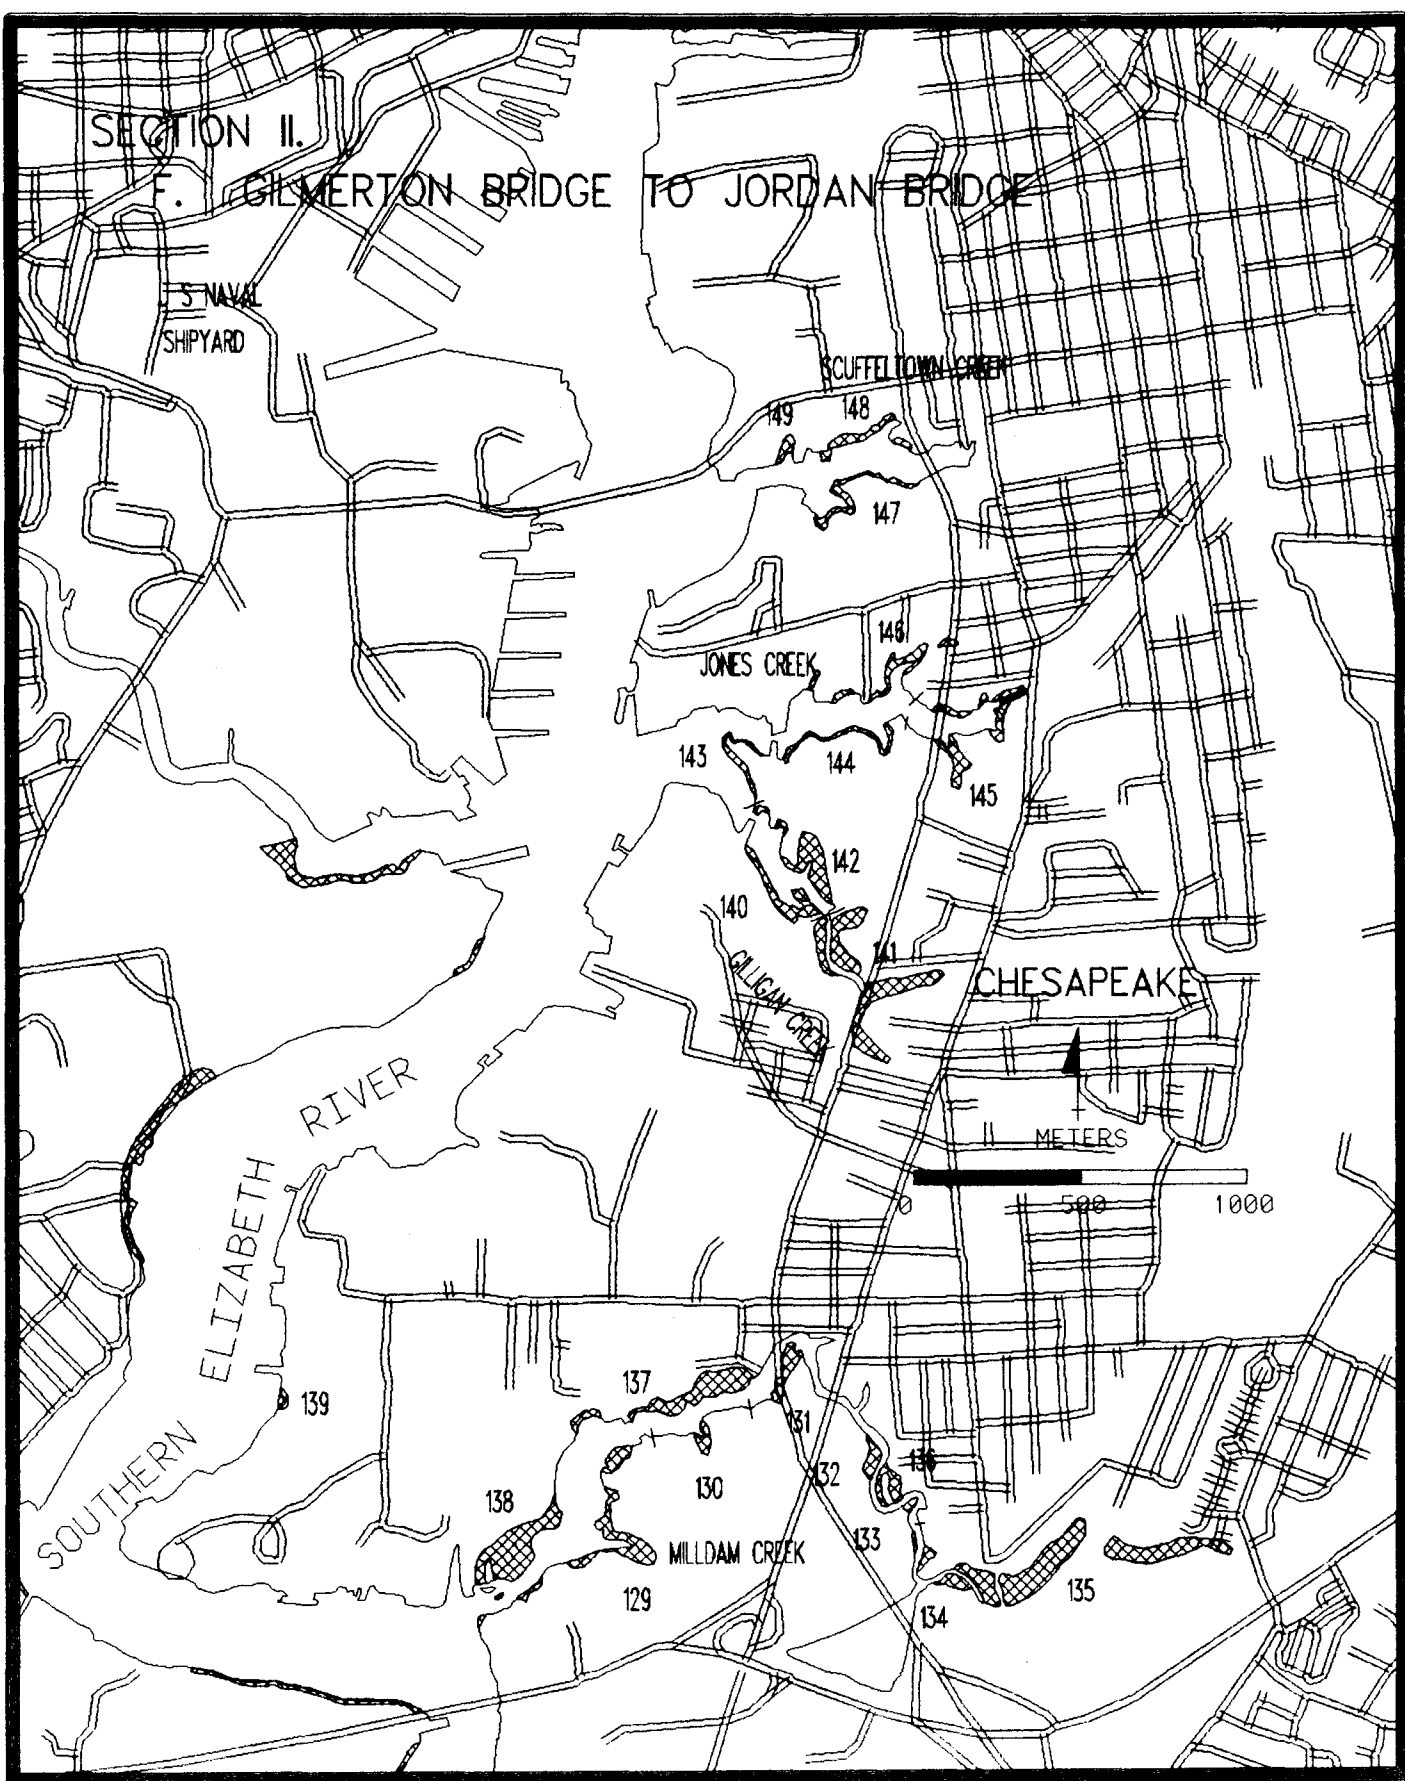 SECTION II.
F. GILMERTON BRIDGE TO JORDAN BRIDGE
S NAVAL
SHIPYARD
SCUFFELTOWN CREEK
149
148
147
146
JONES CREEK
143
144
145
142
140
141
GILLIGAN CREEK
CHESAPEAKE
RIVER
METERS
0
500
1000
ELIZABETH
137
139
131
136
130
132
138
SOUTHERN
133
MILLDAM CREEK
129
135
134